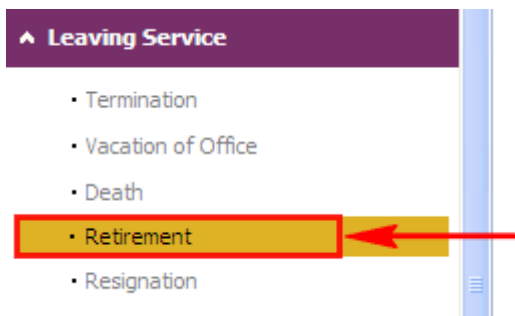 Leaving Service
Termination
Vacation of Office
Death
Retirement
Resignation